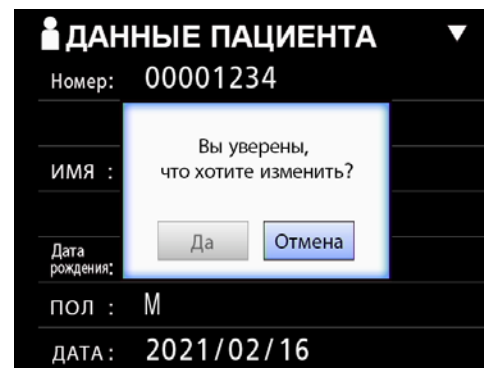 ДАННЫЕ ПАЦИЕНТА ▼
Номер: 00001234
Вы уверены,
что хотите изменить?
ИМЯ :
Да Отмена
Дата
рождения:
ПОЛ : M
ДАТА: 2021/02/16